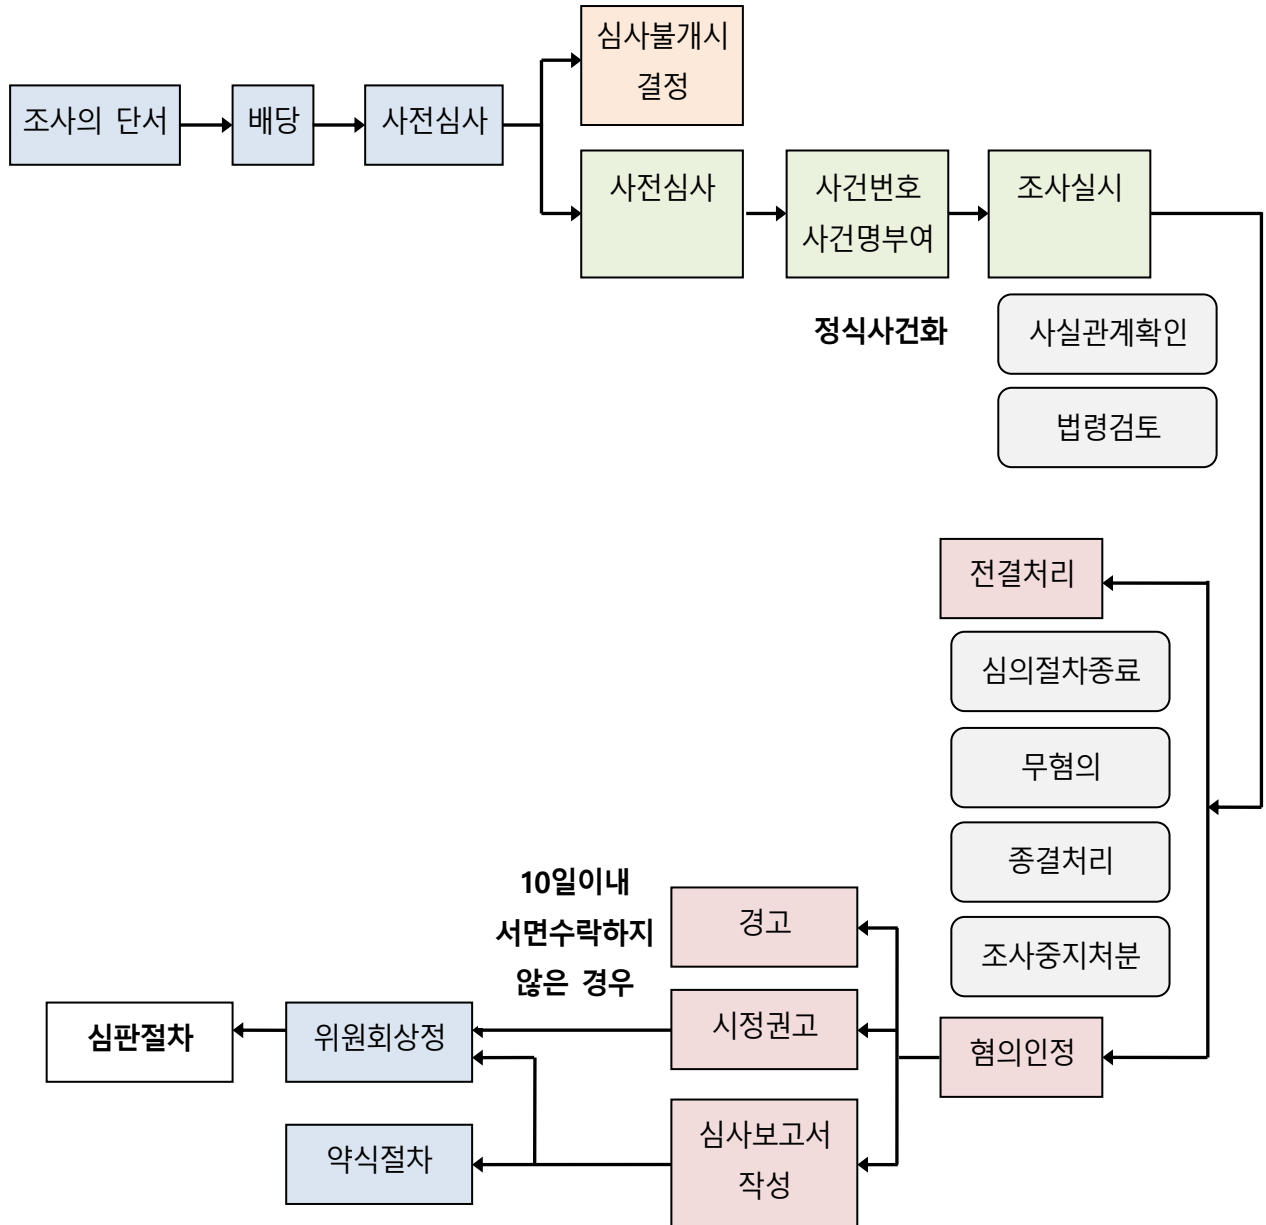 심사불개시
결정
조사의 단서
배당
사전심사
사전심사
사건번호
사건명부여
조사실시
정식사건화
사실관계확인
법령검토
전결처리
심의절차종료
무혐의
종결처리
조사중지처분
10일이내
서면수락하지
않은 경우
경고
시정권고
혐의인정
심사보고서
작성
위원회상정
심판절차
약식절차